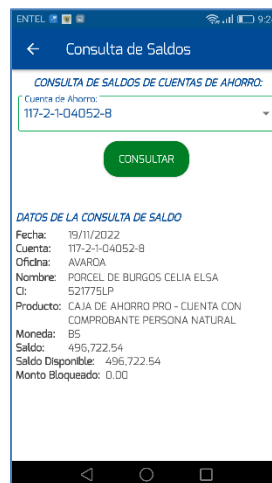 ENTEL 9:2
Consulta de Saldos
CONSULTA DE SALDOS DE CUENTAS DE AHORRO:
Cuenta de Ahorro:
117-2-1-04052-8
CONSULTAR
DATOS DE LA CONSULTA DE SALDO
Fecha: 19/11/2022
Cuenta: 117-2-1-04052-8
Oficina: AVAROA
Nombre: PORCEL DE BURGOS CELIA ELSA
CI: 521775LP
Producto: CAJA DE AHORRO PRO - CUENTA CON
COMPROBANTE PERSONA NATURAL
Moneda: BS
Saldo: 496,722.54
Saldo Disponible: 496,722.54
Monto Bloqueado: 0.00